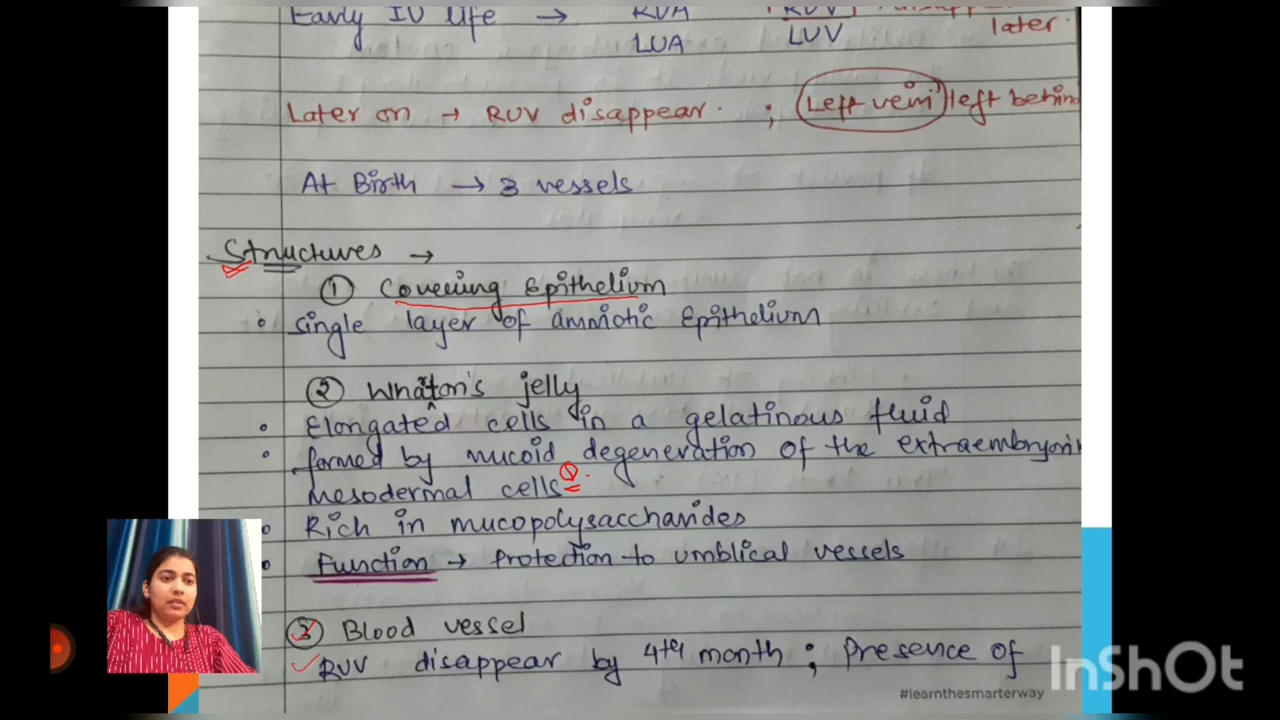 Early IU life → RUA RUV
LUA LUV later.
Later on → RUV disappear. ; Left vein left behind
At Birth → 3 vessels
Structures →
① Covering Epithelium
• Single layer of amniotic Epithelium
② Wharton's jelly
• Elongated cells in a gelatinous fluid
• formed by mucoid degeneration of the extraembryonic
mesodermal cells
• Rich in mucopolysaccharides
• Function → Protection to umblical vessels
③ Blood vessel
✓ RUV disappear by 4th month ; Presence of
#learnthesmarterway
InShOt